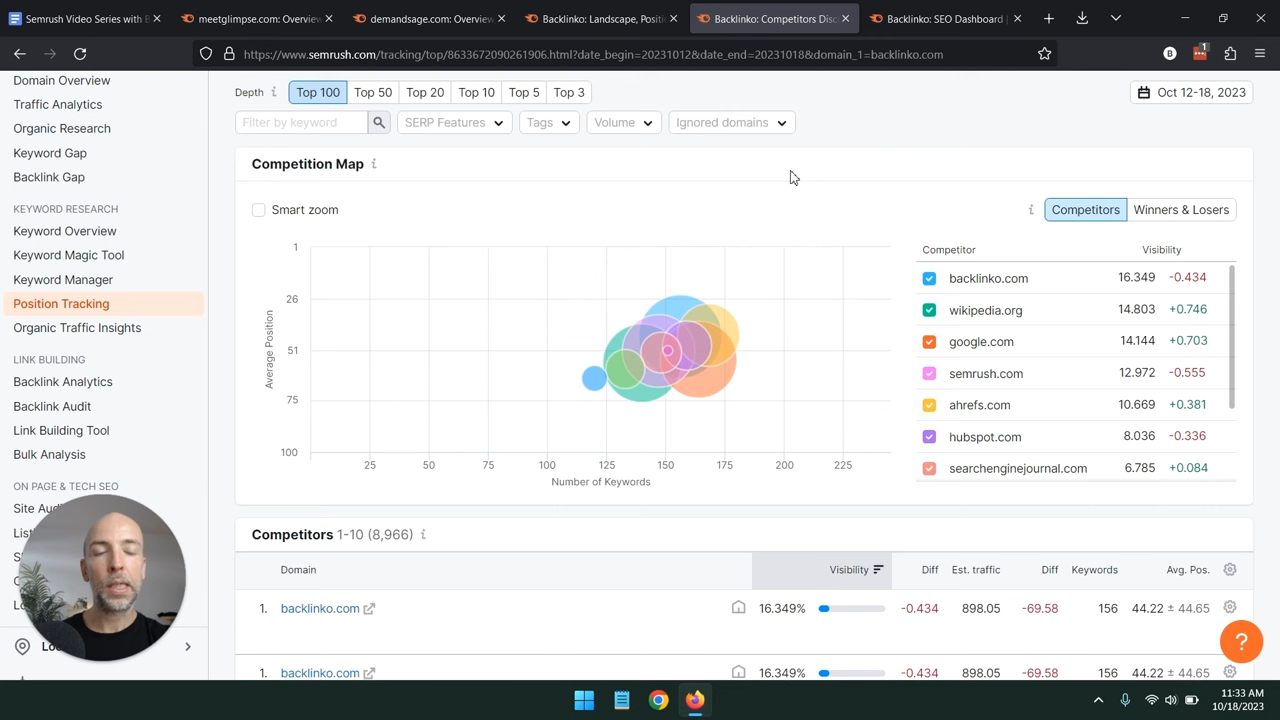 Semrush Video Series with B
meetglimpse.com: Overview
demandsage.com: Overview
Backlinko: Landscape, Positi
Backlinko: Competitors Disc
Backlinko: SEO Dashboard
https://www.semrush.com/tracking/top/8633672090261906.html?date_begin=20231012&date_end=20231018&domain_1=backlinko.com
B
1
Domain Overview
Traffic Analytics
Organic Research
Keyword Gap
Backlink Gap
KEYWORD RESEARCH
Keyword Overview
Keyword Magic Tool
Keyword Manager
Position Tracking
Organic Traffic Insights
LINK BUILDING
Backlink Analytics
Backlink Audit
Link Building Tool
Bulk Analysis
ON PAGE & TECH SEO
Site Au
Depth i Top 100 Top 50 Top 20 Top 10 Top 5 Top 3
Oct 12-18, 2023
Filter by keyword SERP Features Tags Volume Ignored domains
Competition Map i
Smart zoom
i Competitors Winners & Losers
1
26
51
75
100
Average Position
25 50 75 100 125 150 175 200 225
Number of Keywords
Competitor Visibility
backlinko.com 16.349 -0.434
wikipedia.org 14.803 +0.746
google.com 14.144 +0.703
semrush.com 12.972 -0.555
ahrefs.com 10.669 +0.381
hubspot.com 8.036 -0.336
searchenginejournal.com 6.785 +0.084
Competitors 1-10 (8,966) i
Domain Visibility Diff Est. traffic Diff Keywords Avg. Pos.
1. backlinko.com 16.349% -0.434 898.05 -69.58 156 44.22 ± 44.65
1. backlinko.com 16.349% -0.434 898.05 -69.58 156 44.22 ± 44.65
?
11:33 AM
10/18/2023